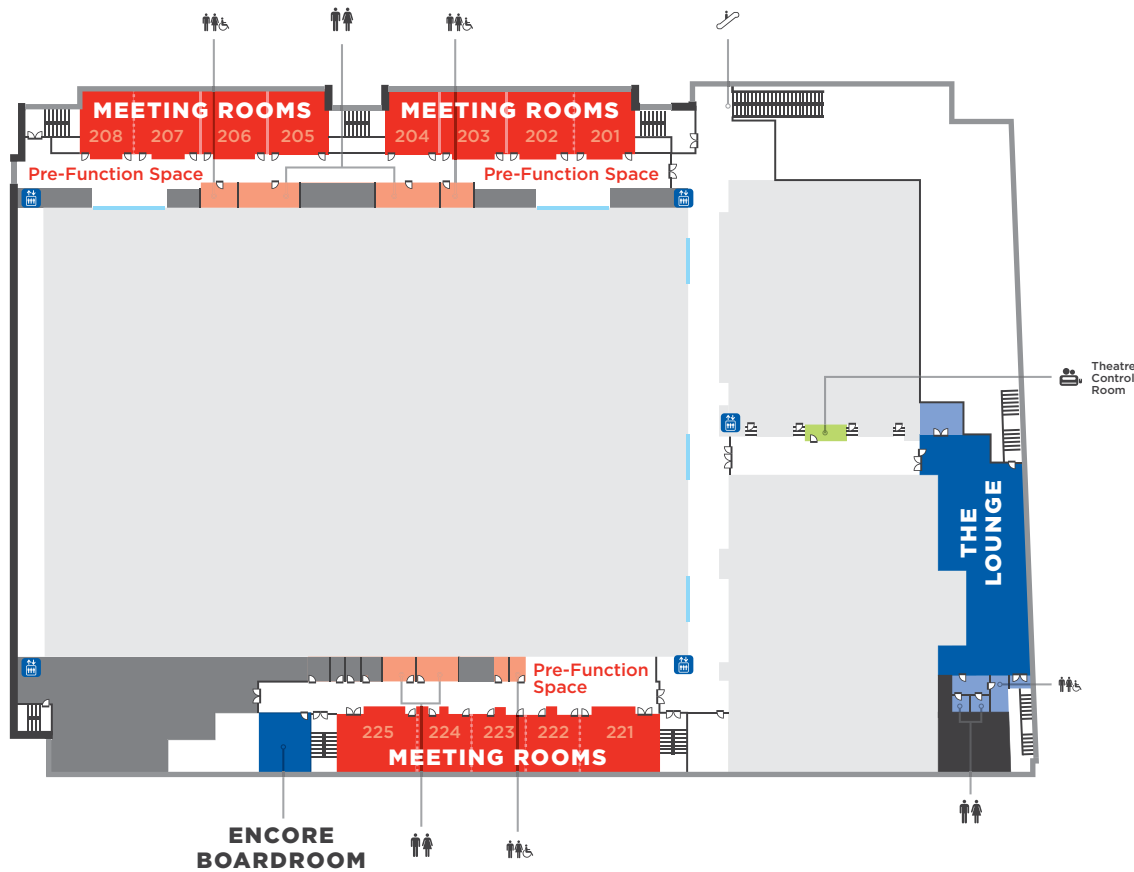 MEETING ROOMS
208 207 206 205
MEETING ROOMS
204 203 202 201
Pre-Function Space
Pre-Function Space
Theatre
Control
Room
THE
LOUNGE
Pre-Function
Space
225 224 223 222 221
MEETING ROOMS
ENCORE
BOARDROOM